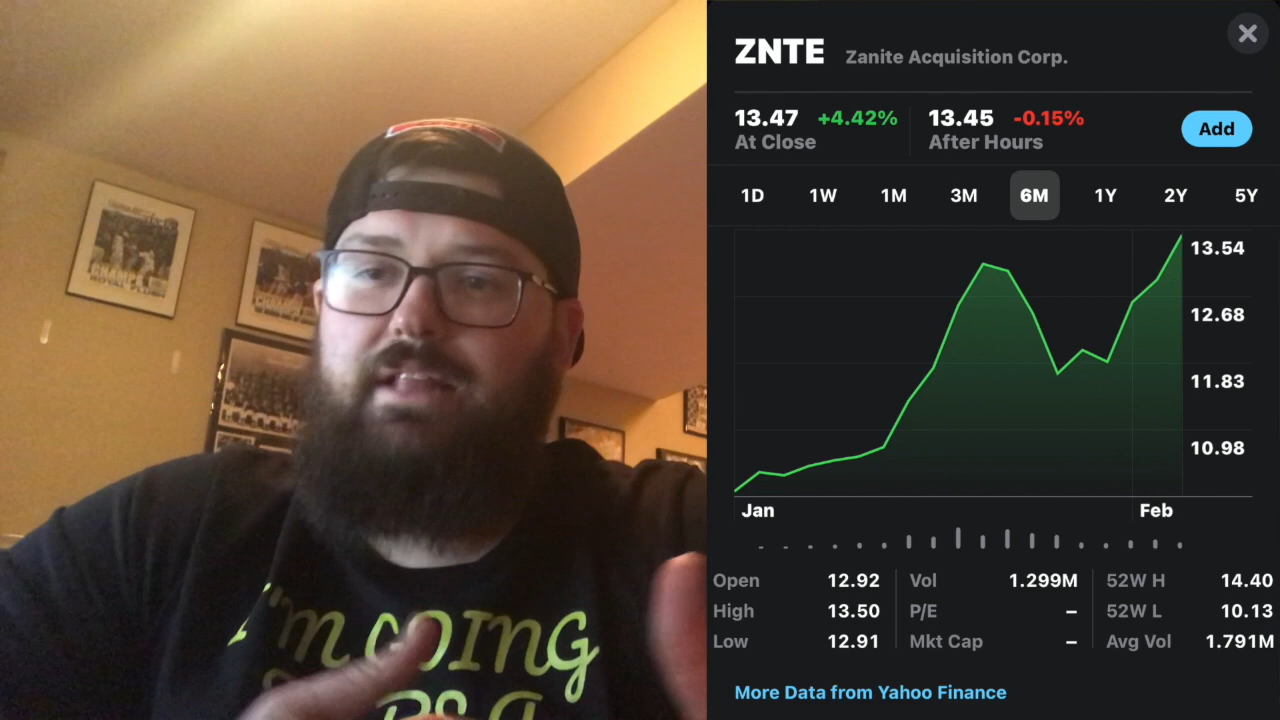 ZNTE Zanite Acquisition Corp.
13.47 +4.42% 13.45 -0.15%
At Close After Hours
Add
1D 1W 1M 3M 6M 1Y 2Y 5Y
13.54
12.68
11.83
10.98
Jan Feb
Open 12.92 Vol 1.299M 52W H 14.40
High 13.50 P/E – 52W L 10.13
Low 12.91 Mkt Cap – Avg Vol 1.791M
More Data from Yahoo Finance
I'm GOING